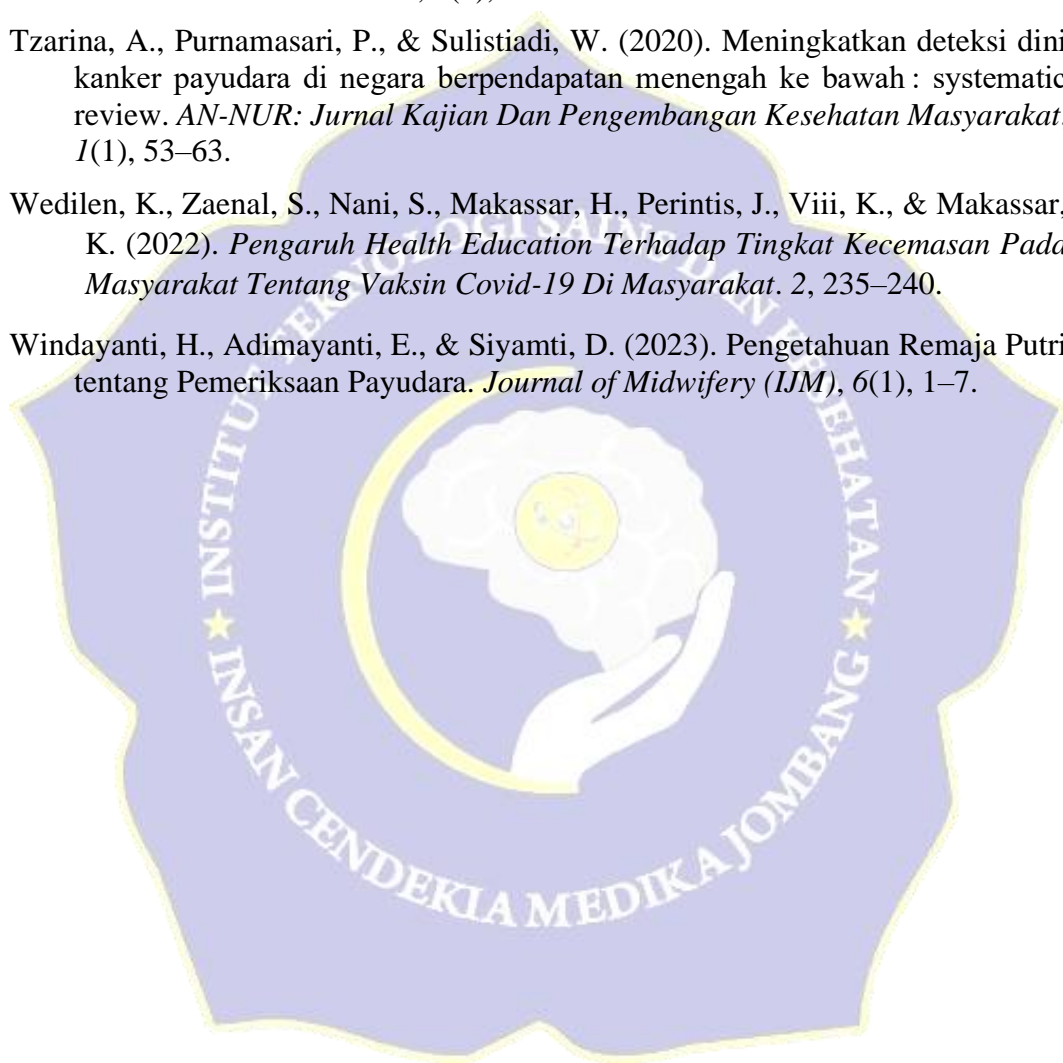 Tzarina, A., Purnamasari, P., & Sulistiadi, W. (2020). Meningkatkan deteksi dini
kanker payudara di negara berpendapatan menengah ke bawah : systematic
review. AN-NUR: Jurnal Kajian Dan Pengembangan Kesehatan Masyarakat,
1(1), 53–63.
Wedilen, K., Zaenal, S., Nani, S., Makassar, H., Perintis, J., Viii, K., & Makassar,
K. (2022). Pengaruh Health Education Terhadap Tingkat Kecemasan Pada
Masyarakat Tentang Vaksin Covid-19 Di Masyarakat. 2, 235–240.
Windayanti, H., Adimayanti, E., & Siyamti, D. (2023). Pengetahuan Remaja Putri
tentang Pemeriksaan Payudara. Journal of Midwifery (IJM), 6(1), 1–7.
INSTITUT TEKNOLOGI SAINS DAN KESEHATAN
INSAN CENDEKIA MEDIKA JOMBANG